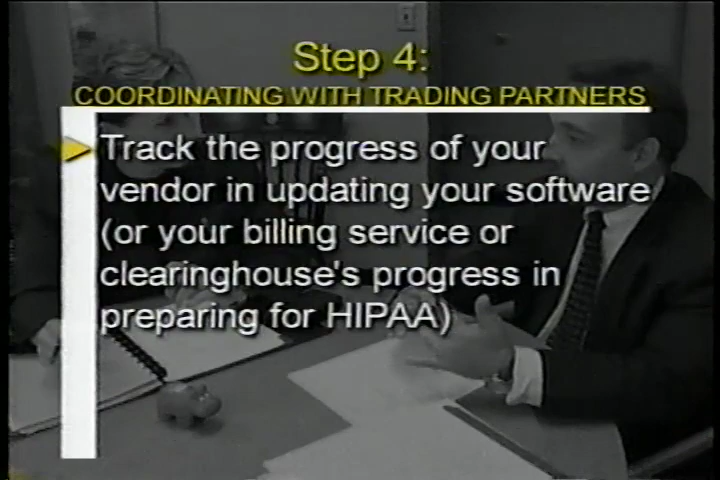 Step 4:
COORDINATING WITH TRADING PARTNERS
Track the progress of your
vendor in updating your software
(or your billing service or
clearinghouse's progress in
preparing for HIPAA)